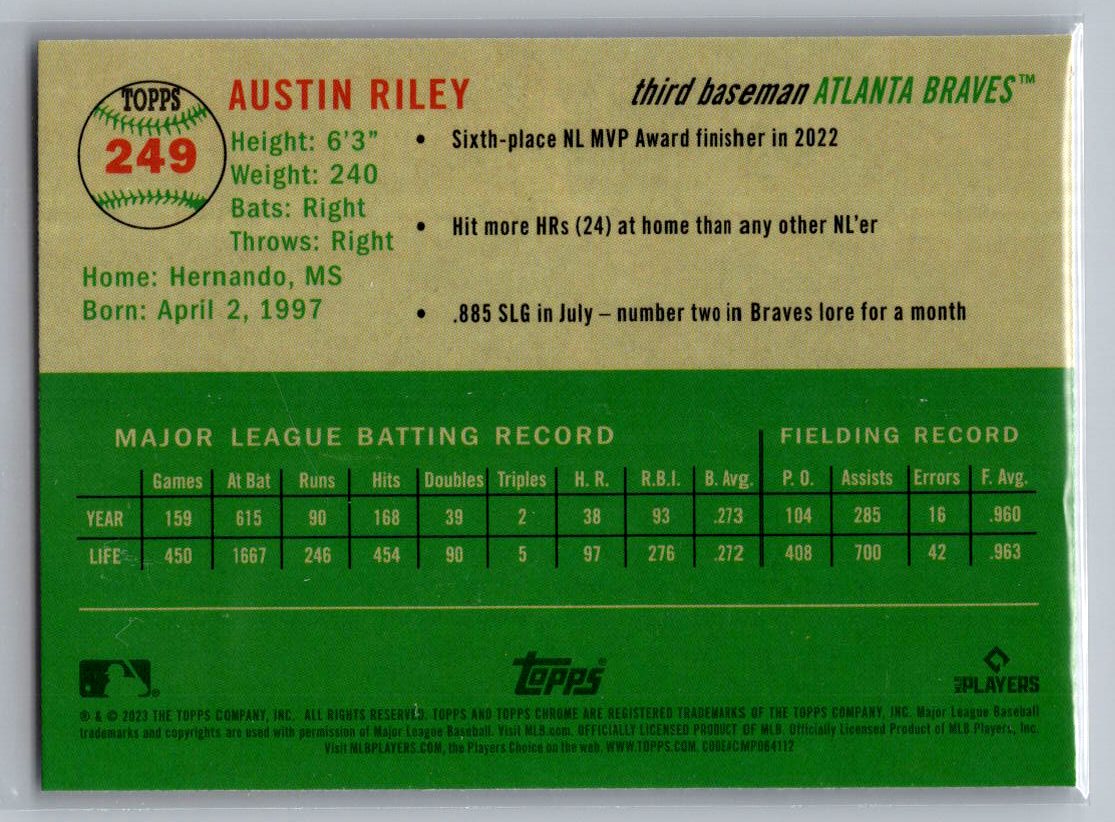 TOPPS
249
AUSTIN RILEY
third baseman ATLANTA BRAVES™
Height: 6'3"
Weight: 240
Bats: Right
Throws: Right
Home: Hernando, MS
Born: April 2, 1997
• Sixth-place NL MVP Award finisher in 2022
• Hit more HRs (24) at home than any other NL'er
• .885 SLG in July – number two in Braves lore for a month
MAJOR LEAGUE BATTING RECORD FIELDING RECORD
Games At Bat Runs Hits Doubles Triples H. R. R.B.I. B. Avg. P. O. Assists Errors F. Avg.
YEAR 159 615 90 168 39 2 38 93 .273 104 285 16 .960
LIFE 450 1667 246 454 90 5 97 276 .272 408 700 42 .963
Topps®
MLB PLAYERS
® & © 2023 THE TOPPS COMPANY, INC. ALL RIGHTS RESERVED. TOPPS AND TOPPS CHROME ARE REGISTERED TRADEMARKS OF THE TOPPS COMPANY, INC. Major League Baseball
trademarks and copyrights are used with permission of Major League Baseball. Visit MLB.com. OFFICIALLY LICENSED PRODUCT OF MLB. Officially Licensed Product of MLB Players, Inc.
Visit MLBPLAYERS.COM, the Players Choice on the web. WWW.TOPPS.COM. CODE#CMP084112